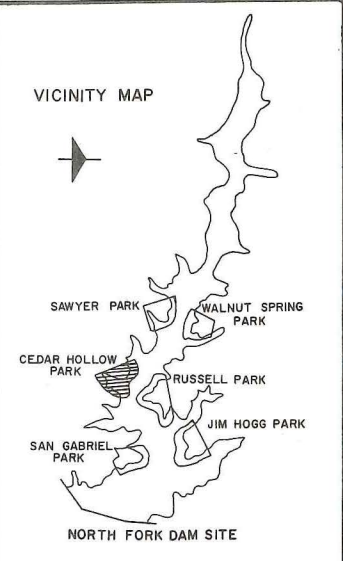 VICINITY MAP
SAWYER PARK
WALNUT SPRING
PARK
CEDAR HOLLOW
PARK
RUSSELL PARK
JIM HOGG PARK
SAN GABRIEL
PARK
NORTH FORK DAM SITE